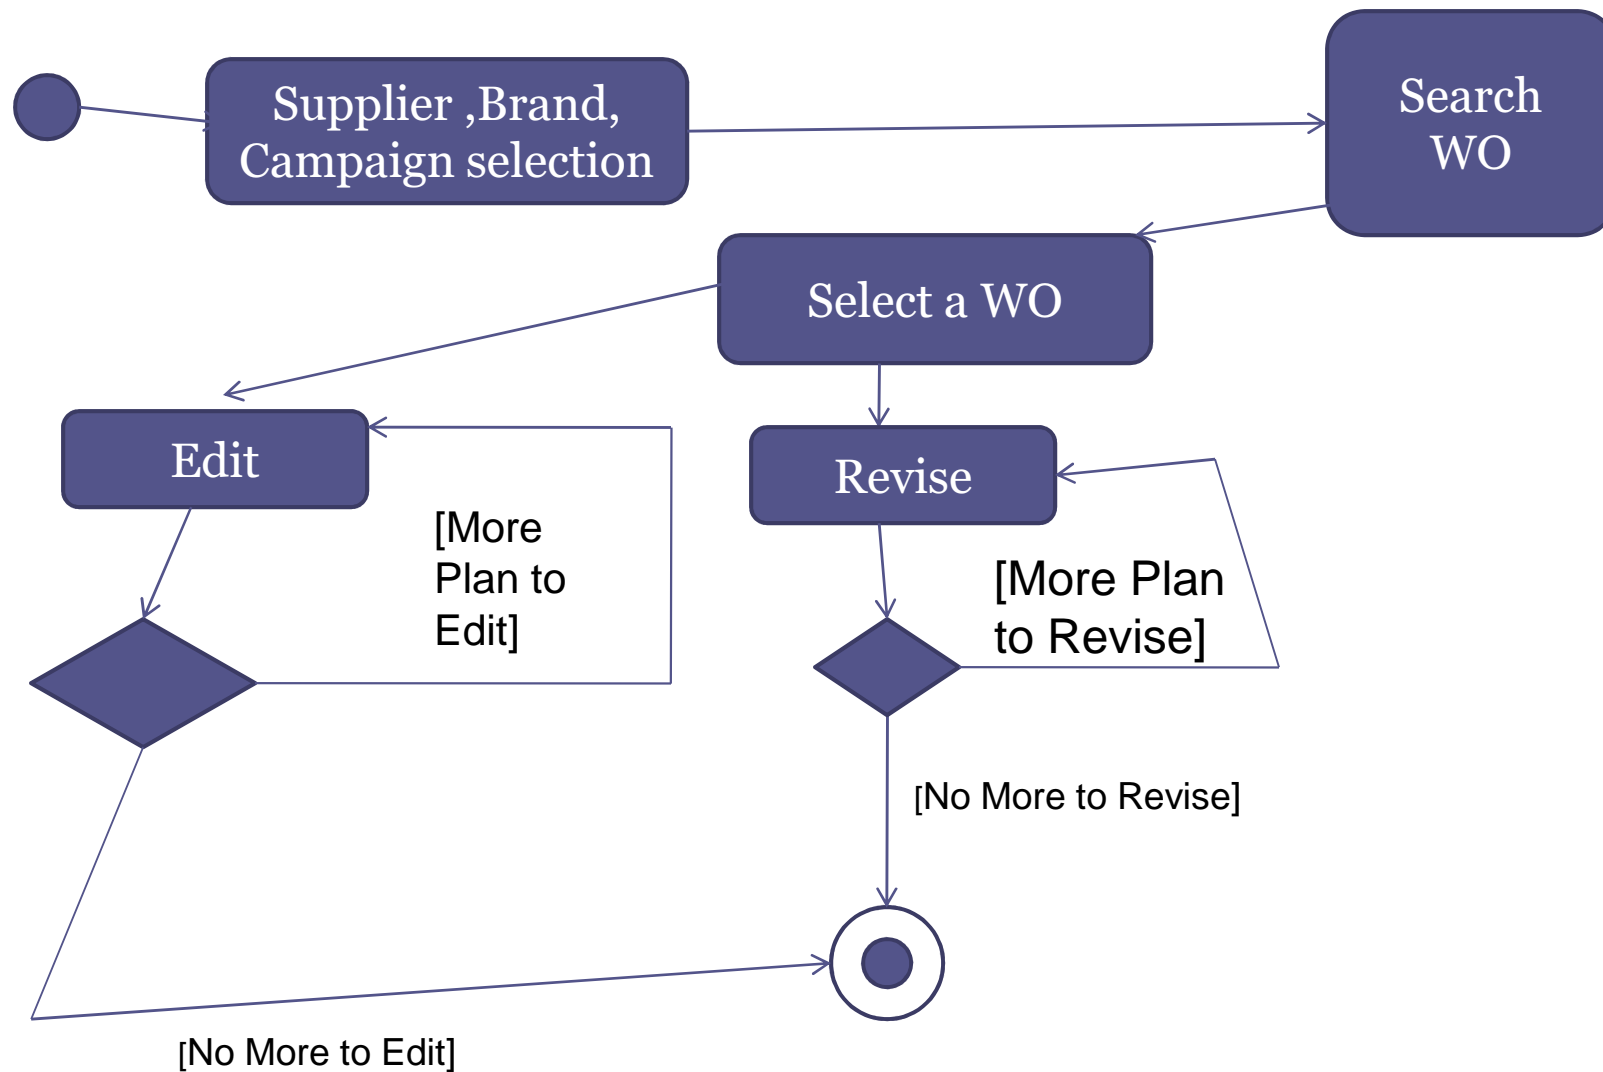 Supplier ,Brand,
Campaign selection
Search
WO
Select a WO
Edit
Revise
[More
Plan to
Edit]
[More Plan
to Revise]
[No More to Revise]
[No More to Edit]